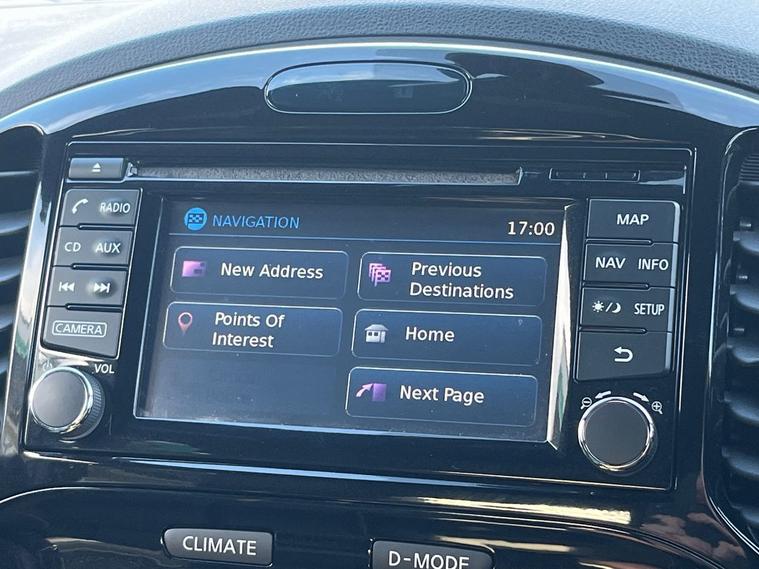 RADIO
CD AUX
CAMERA
VOL
NAVIGATION
17:00
New Address
Previous
Destinations
Points Of
Interest
Home
Next Page
MAP
NAV INFO
SETUP
CLIMATE
D-MODE